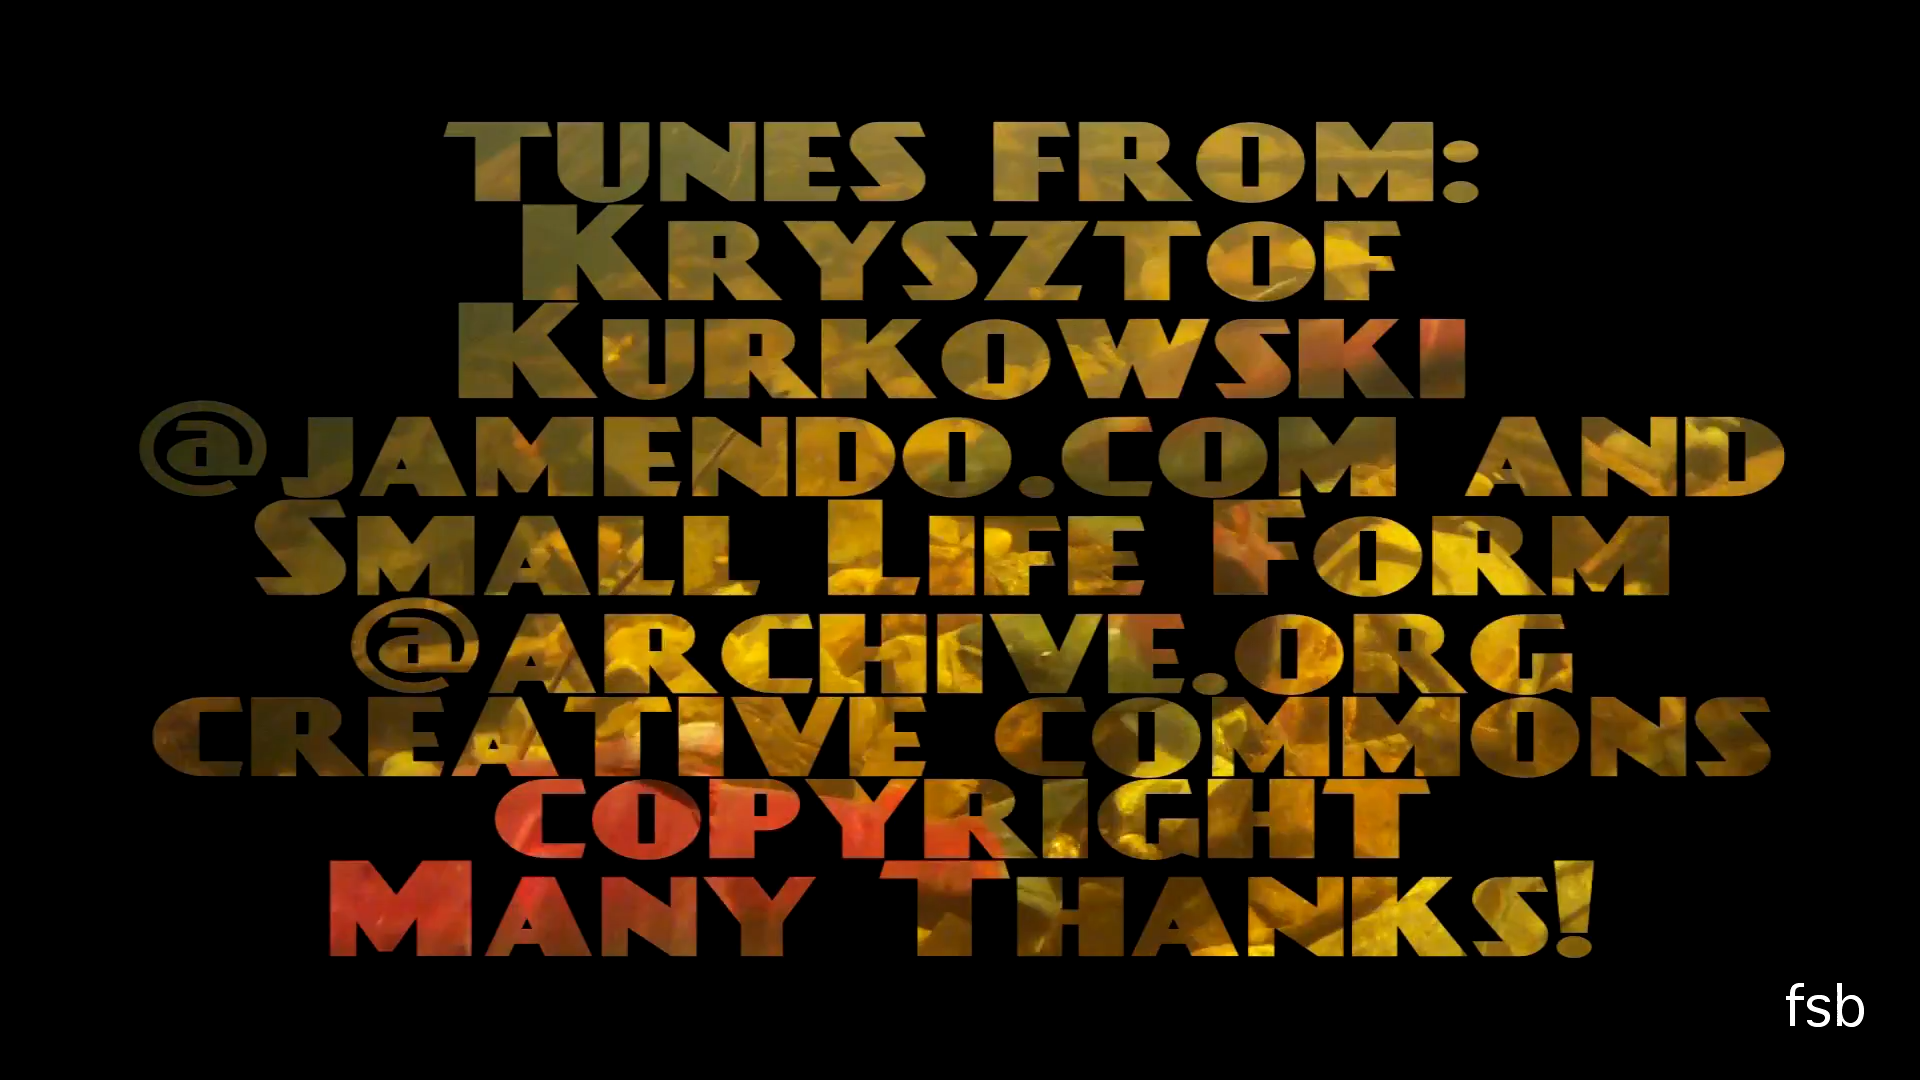 TUNES FROM:
KRYSZTOF
KURKOWSKI
@JAMENDO.COM AND
SMALL LIFE FORM
@ARCHIVE.ORG
CREATIVE COMMONS
COPYRIGHT
MANY THANKS!
fsb